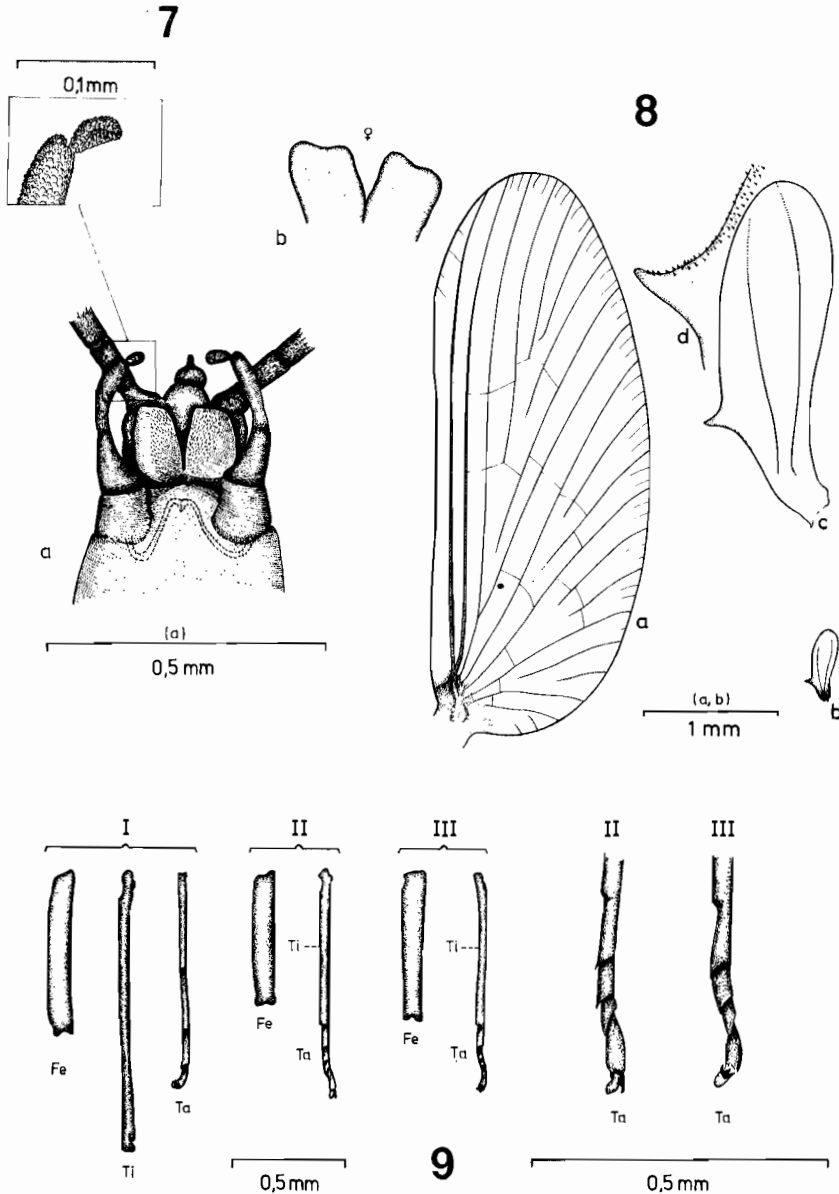 7
0,1mm
♀
b
a
(a)
0,5 mm
8
d
c
a
(a, b)
1 mm
b
I
II
III
II
III
Fe
Ti
Ta
Fe
Ti
Ta
Fe
Ti
Ta
Ta
Ta
0,5mm
9
0,5 mm